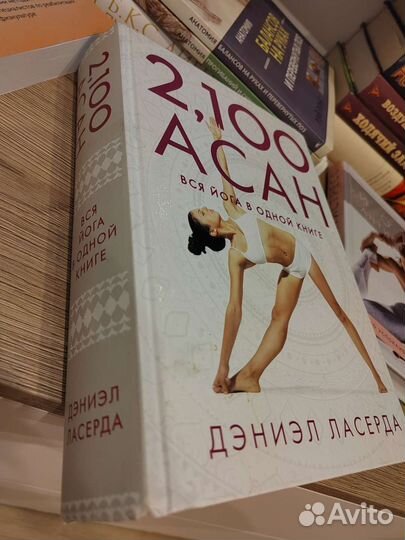 2,100
АСАН
ВСЯ ЙОГА В ОДНОЙ КНИГЕ
ДЭНИЭЛ ЛАСЕРДА
2,100
АСАН
ВСЯ
ЙОГА
В ОДНОЙ
КНИГЕ
ДЭНИЭЛ
ЛАСЕРДА
АНАТОМИЯ
Avito